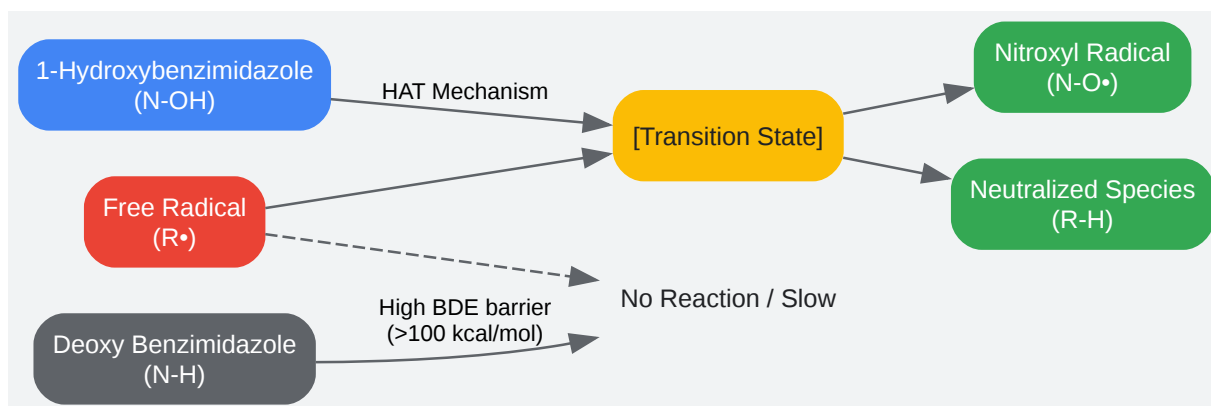 1-Hydroxybenzimidazole
(N-OH)
HAT Mechanism
[Transition State]
Nitroxyl Radical
(N-O•)
Neutralized Species
(R-H)
Free Radical
(R•)
High BDE barrier
(>100 kcal/mol)
No Reaction / Slow
Deoxy Benzimidazole
(N-H)